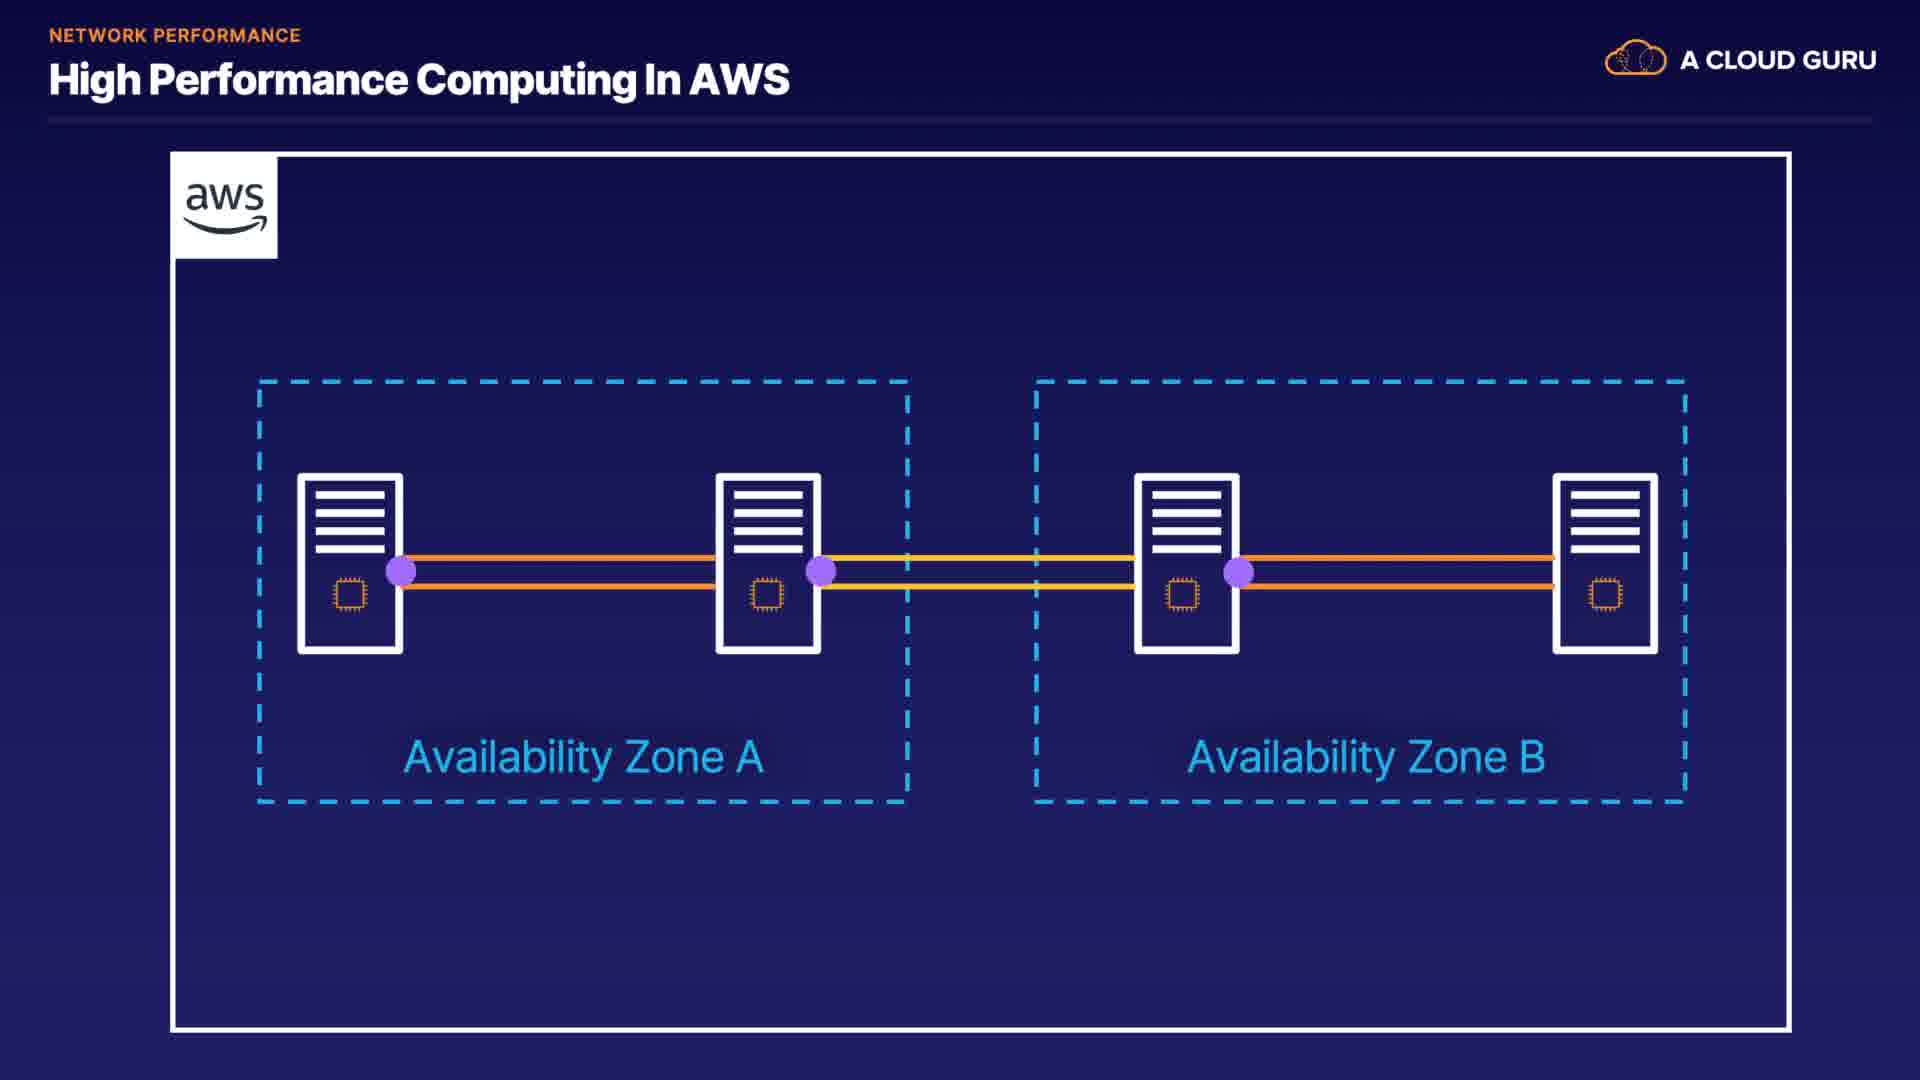 NETWORK PERFORMANCE
High Performance Computing In AWS
A CLOUD GURU
aws
Availability Zone A
Availability Zone B